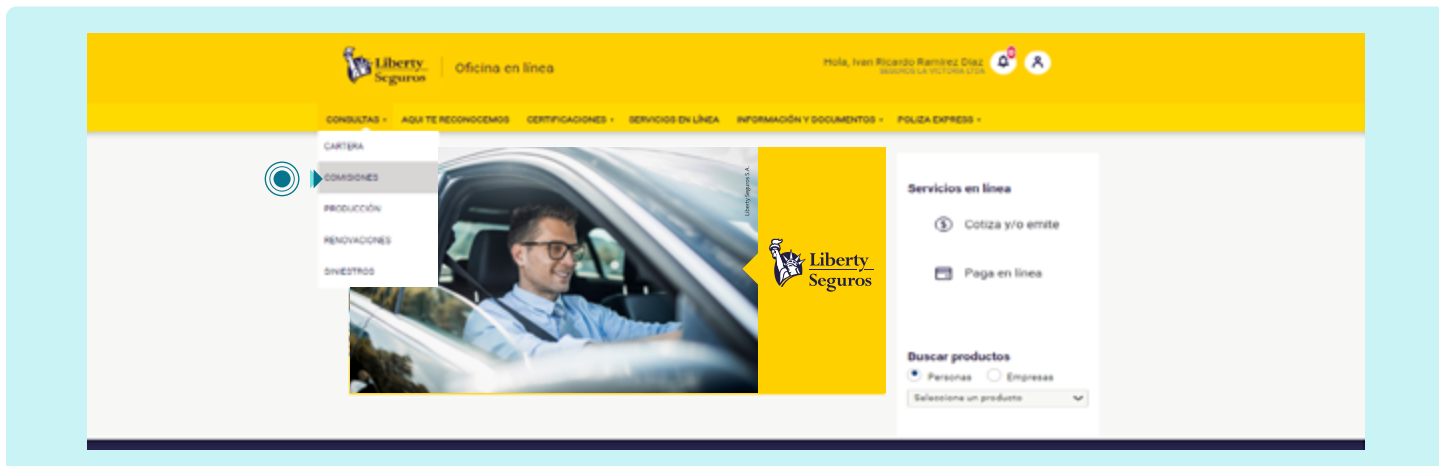 Liberty
Seguros
Oficina en línea
Hola, Ivan Ricardo Ramirez Diaz
SEGUROS LA VICTORIA LTDA
CONSULTAS
AQUI TE RECONOCEMOS
CERTIFICACIONES
SERVICIOS EN LÍNEA
INFORMACIÓN Y DOCUMENTOS
POLIZA EXPRESS
CARTERA
COMISIONES
PRODUCCIÓN
RENOVACIONES
SINIESTROS
Liberty Seguros S.A.
Liberty
Seguros
Servicios en línea
Cotiza y/o emite
Paga en línea
Buscar productos
Personas
Empresas
Selecciona un producto